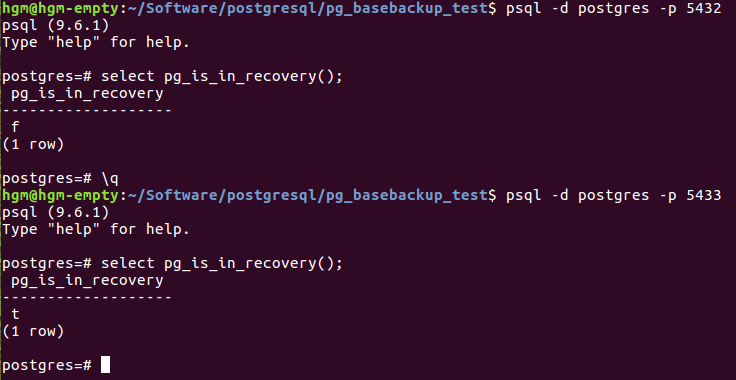 hgm@hgm-empty:~/Software/postgresql/pg_basebackup_test$ psql -d postgres -p 5432
psql (9.6.1)
Type "help" for help.
postgres=# select pg_is_in_recovery();
 pg_is_in_recovery
-------------------
 f
(1 row)
postgres=# \q
hgm@hgm-empty:~/Software/postgresql/pg_basebackup_test$ psql -d postgres -p 5433
psql (9.6.1)
Type "help" for help.
postgres=# select pg_is_in_recovery();
 pg_is_in_recovery
-------------------
 t
(1 row)
postgres=#